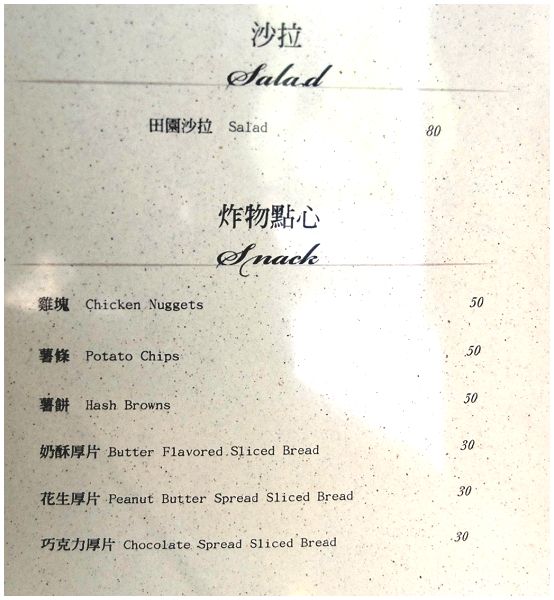 沙拉
Salad
田園沙拉 Salad 80
炸物點心
Snack
雞塊 Chicken Nuggets 50
薯條 Potato Chips 50
薯餅 Hash Browns 50
奶酥厚片 Butter Flavored Sliced Bread 30
花生厚片 Peanut Butter Spread Sliced Bread 30
巧克力厚片 Chocolate Spread Sliced Bread 30